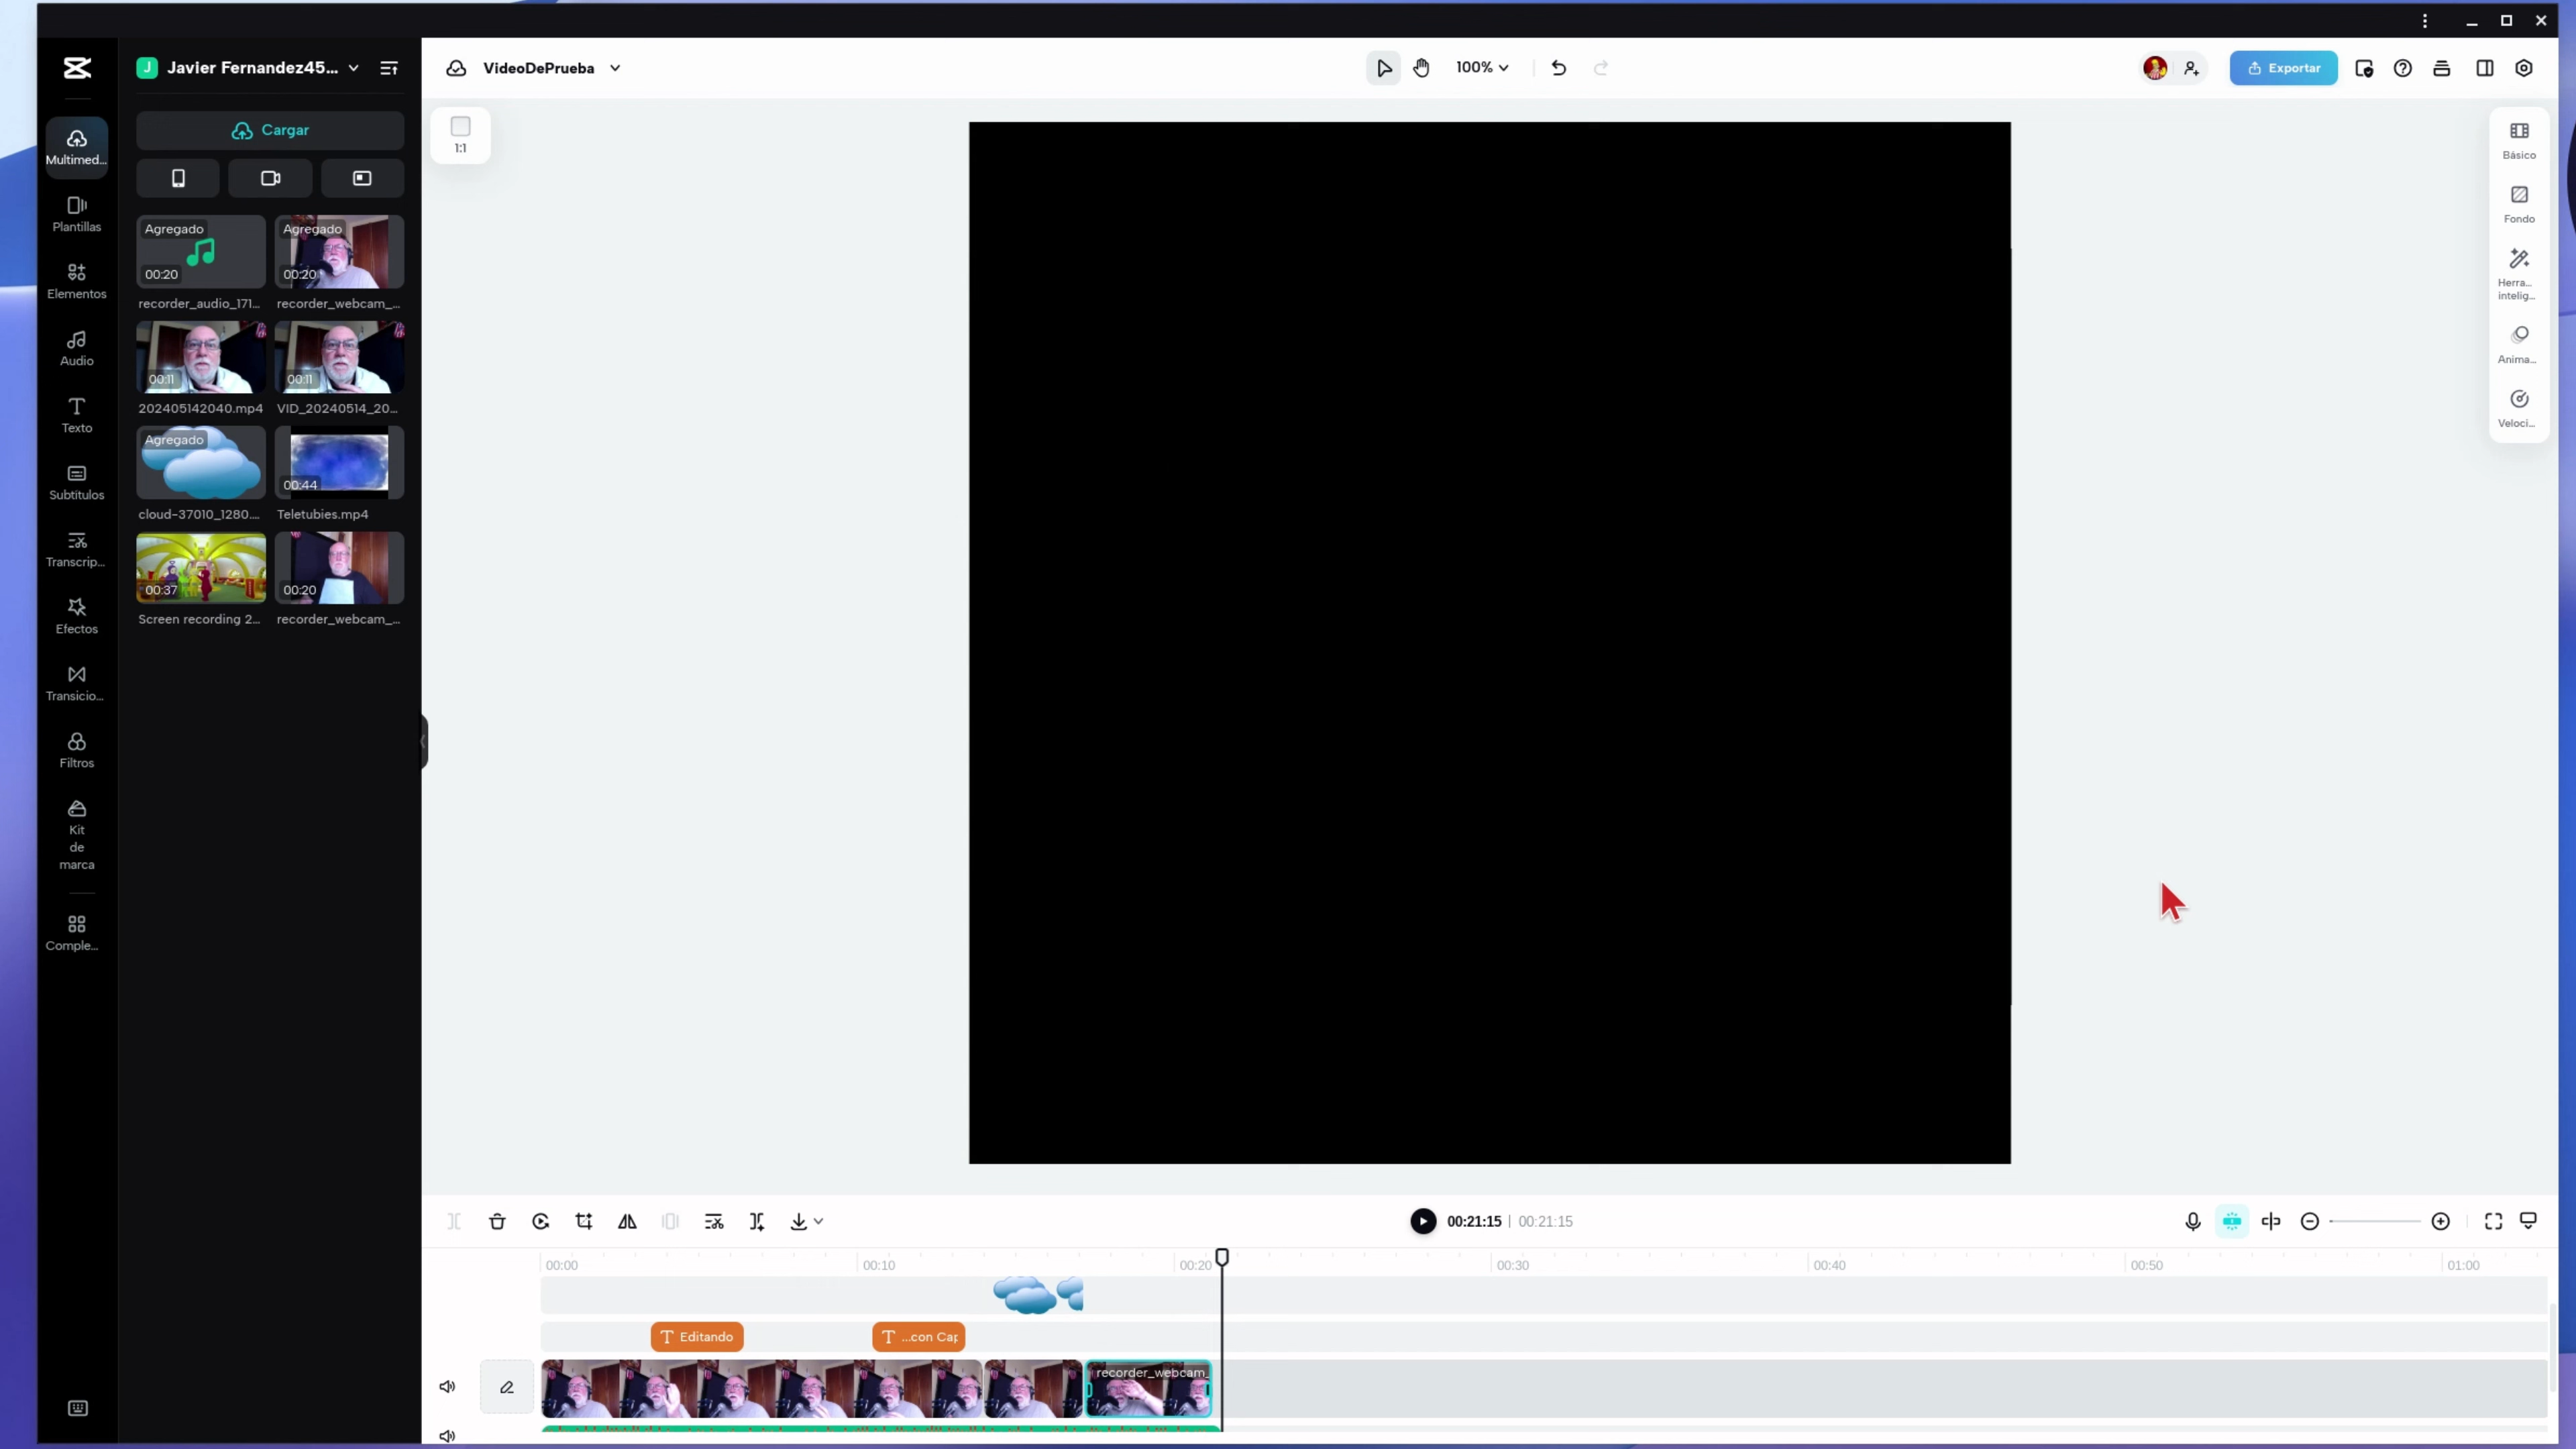 J Javier Fernandez45...
VideoDePrueba
100%
Exportar
Cargar
1:1
Multimed...
Plantillas
Elementos
Audio
Texto
Subtítulos
Transcrip...
Efectos
Transicio...
Filtros
Kit
de
marca
Comple...
Agregado
00:20
recorder_audio_171...
Agregado
00:20
recorder_webcam_...
00:11
202405142040.mp4
00:11
VID_20240514_20...
Agregado
cloud-37010_1280....
00:44
Teletubies.mp4
00:37
Screen recording 2...
00:20
recorder_webcam_...
Básico
Fondo
Herra...
intelig...
Anima...
Veloci...
00:21:15 | 00:21:15
00:00 00:10 00:20 00:30 00:40 00:50 01:00
T Editando
T ...con Cap
recorder_webcam_